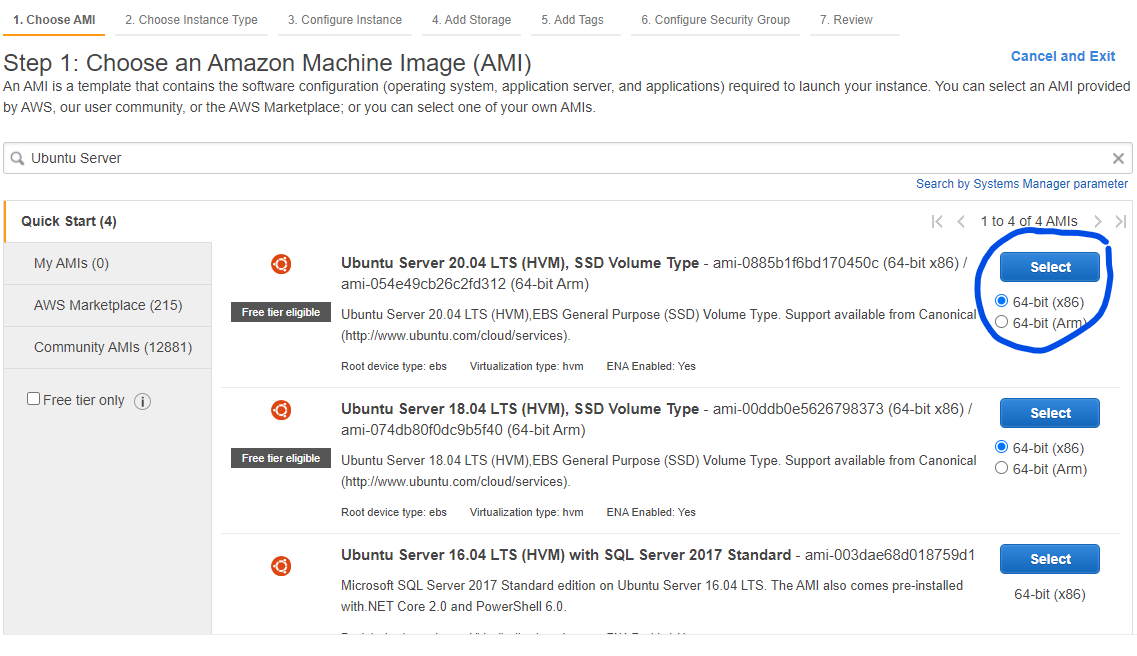 1. Choose AMI 2. Choose Instance Type 3. Configure Instance 4. Add Storage 5. Add Tags 6. Configure Security Group 7. Review
Step 1: Choose an Amazon Machine Image (AMI)
Cancel and Exit
An AMI is a template that contains the software configuration (operating system, application server, and applications) required to launch your instance. You can select an AMI provided
by AWS, our user community, or the AWS Marketplace; or you can select one of your own AMIs.
Ubuntu Server
Search by Systems Manager parameter
Quick Start (4)
1 to 4 of 4 AMIs
My AMIs (0)
AWS Marketplace (215)
Community AMIs (12881)
Free tier only
Ubuntu Server 20.04 LTS (HVM), SSD Volume Type - ami-0885b1f6bd170450c (64-bit x86) /
ami-054e49cb26c2fd312 (64-bit Arm)
Free tier eligible
Ubuntu Server 20.04 LTS (HVM),EBS General Purpose (SSD) Volume Type. Support available from Canonical
(http://www.ubuntu.com/cloud/services).
Root device type: ebs Virtualization type: hvm ENA Enabled: Yes
Select
64-bit (x86)
64-bit (Arm)
Ubuntu Server 18.04 LTS (HVM), SSD Volume Type - ami-00ddb0e5626798373 (64-bit x86) /
ami-074db80f0dc9b5f40 (64-bit Arm)
Free tier eligible
Ubuntu Server 18.04 LTS (HVM),EBS General Purpose (SSD) Volume Type. Support available from Canonical
(http://www.ubuntu.com/cloud/services).
Root device type: ebs Virtualization type: hvm ENA Enabled: Yes
Select
64-bit (x86)
64-bit (Arm)
Ubuntu Server 16.04 LTS (HVM) with SQL Server 2017 Standard - ami-003dae68d018759d1
Microsoft SQL Server 2017 Standard edition on Ubuntu Server 16.04 LTS. The AMI also comes pre-installed
with.NET Core 2.0 and PowerShell 6.0.
Select
64-bit (x86)